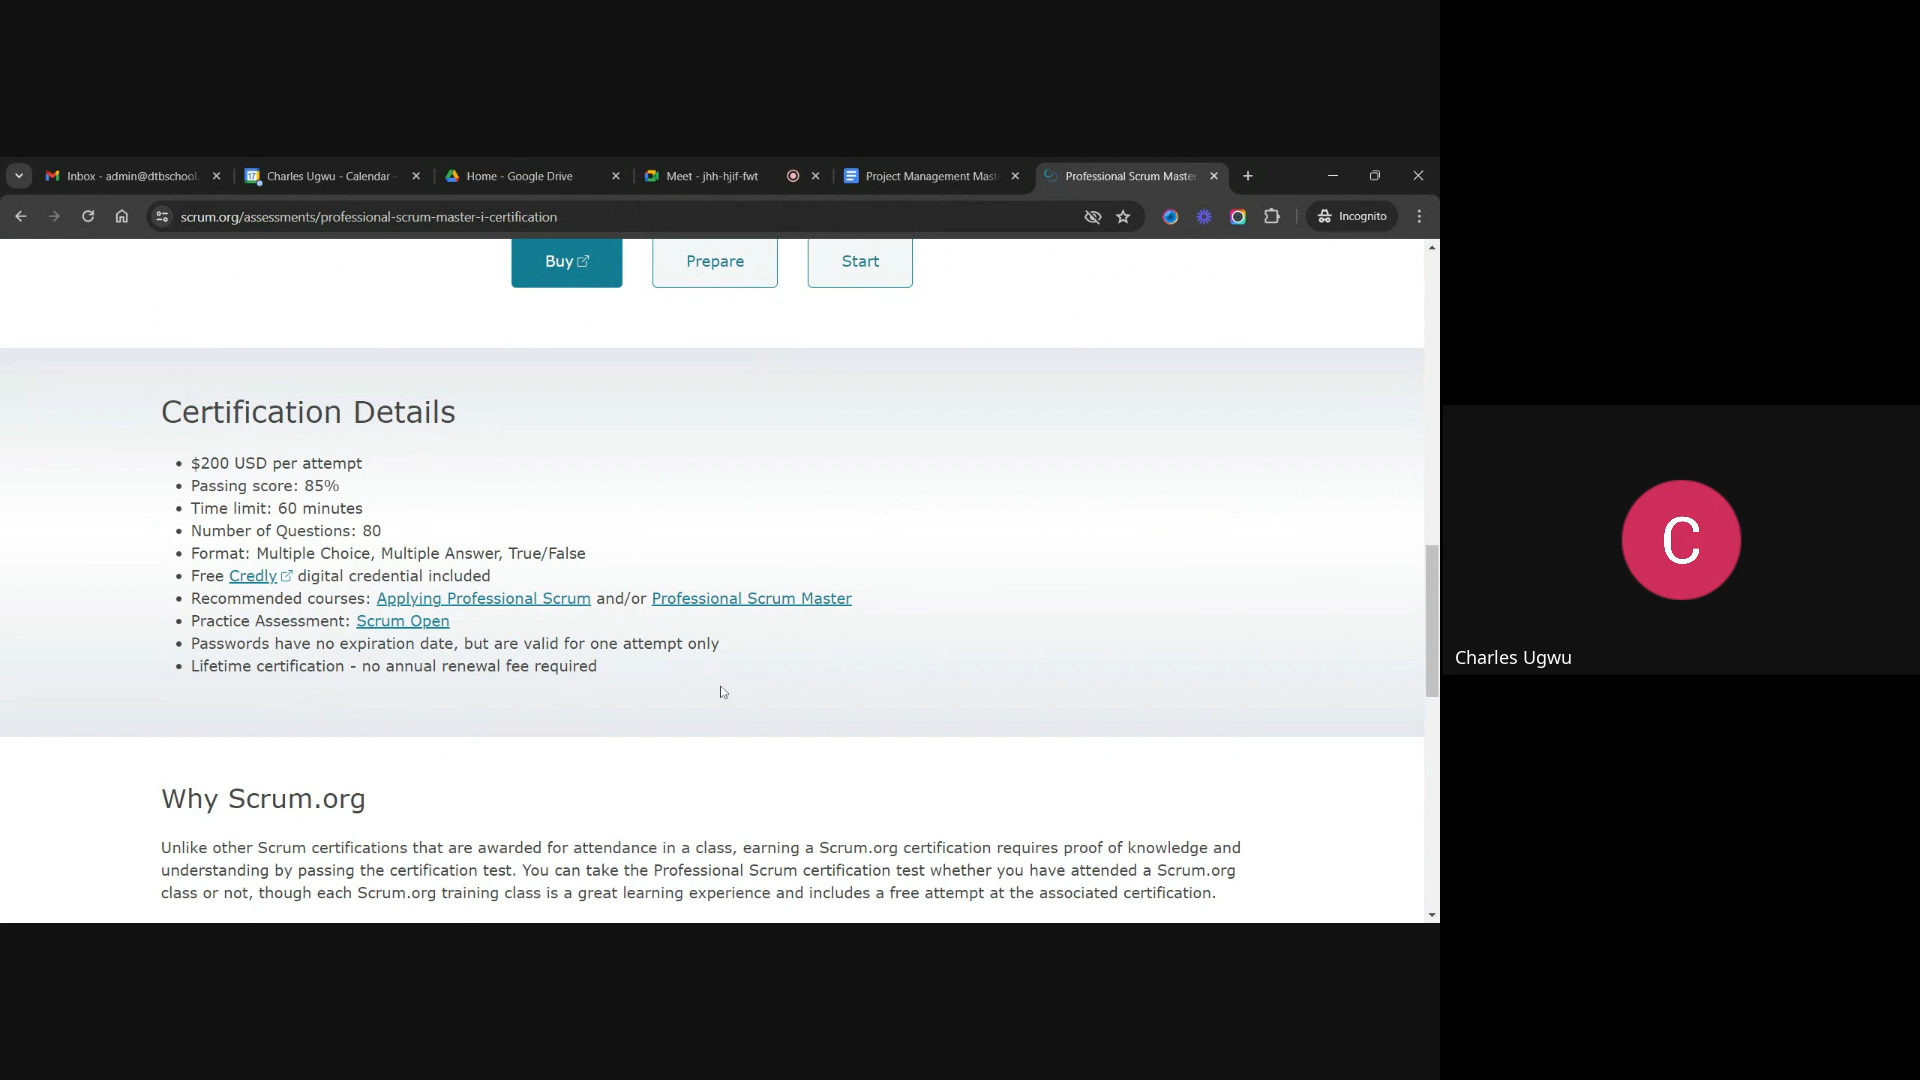 Inbox - admin@dtbschool.
Charles Ugwu - Calendar -
Home - Google Drive
Meet - jhh-hjif-fwt
Project Management Mast
Professional Scrum Master
scrum.org/assessments/professional-scrum-master-i-certification
Incognito
Buy
Prepare
Start
Certification Details
• $200 USD per attempt
• Passing score: 85%
• Time limit: 60 minutes
• Number of Questions: 80
• Format: Multiple Choice, Multiple Answer, True/False
• Free Credly digital credential included
• Recommended courses: Applying Professional Scrum and/or Professional Scrum Master
• Practice Assessment: Scrum Open
• Passwords have no expiration date, but are valid for one attempt only
• Lifetime certification - no annual renewal fee required
Why Scrum.org
Unlike other Scrum certifications that are awarded for attendance in a class, earning a Scrum.org certification requires proof of knowledge and
understanding by passing the certification test. You can take the Professional Scrum certification test whether you have attended a Scrum.org
class or not, though each Scrum.org training class is a great learning experience and includes a free attempt at the associated certification.
C
Charles Ugwu